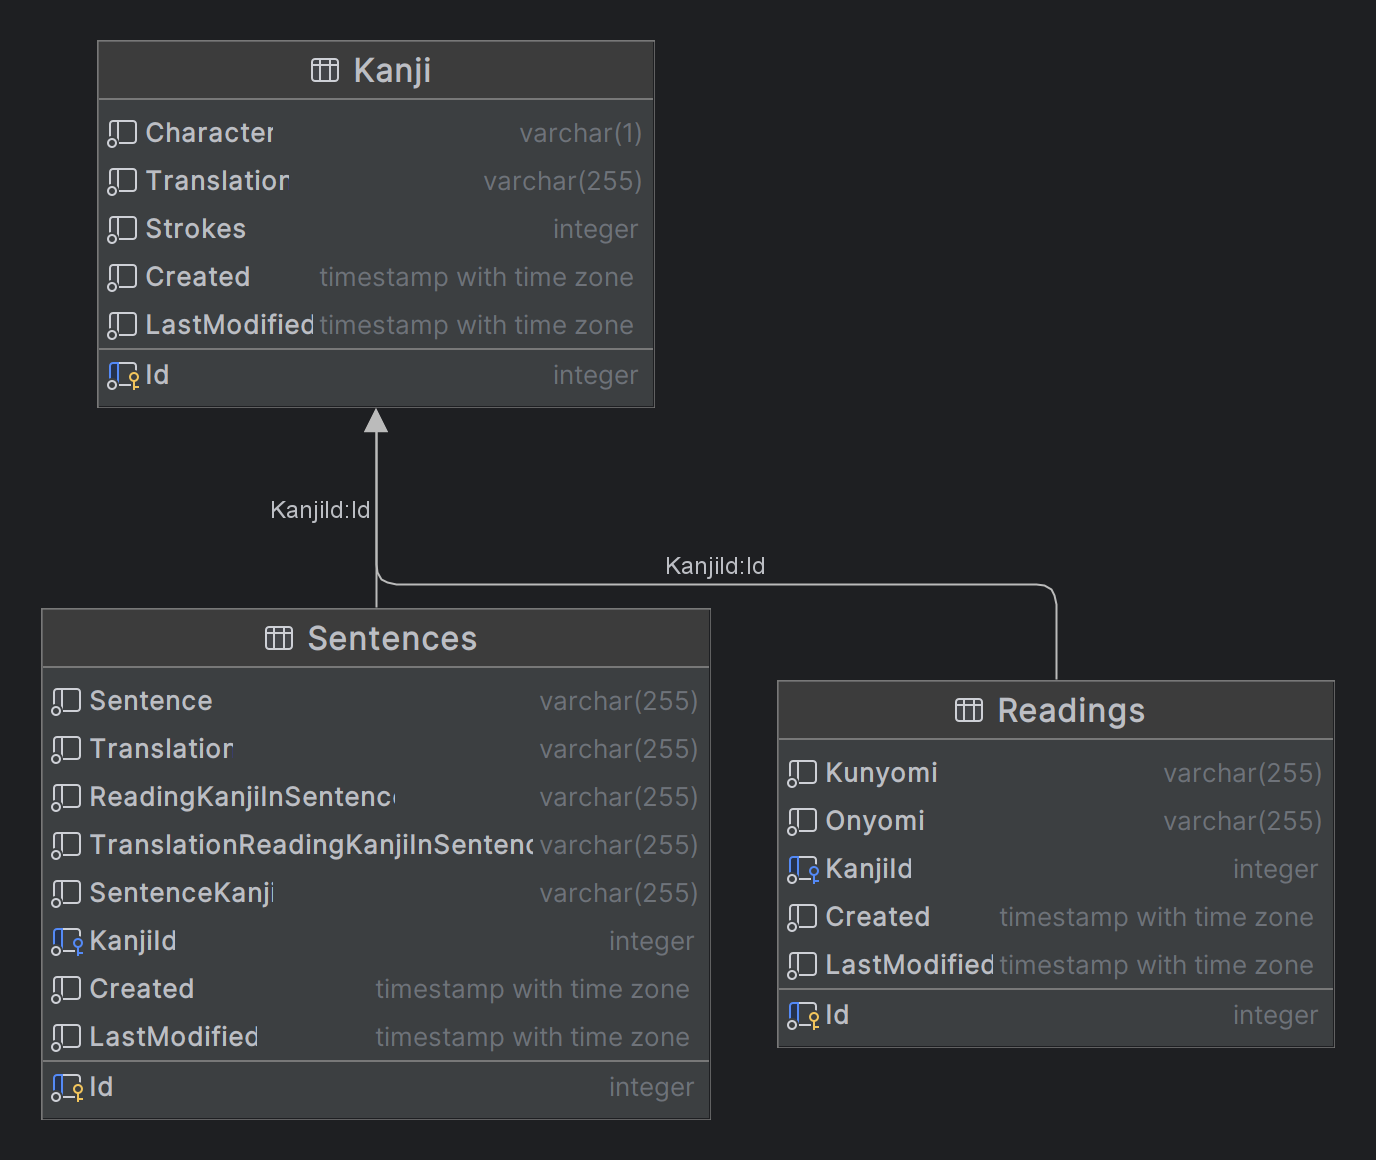 Kanji
Character varchar(1)
Translation varchar(255)
Strokes integer
Created timestamp with time zone
LastModified timestamp with time zone
Id integer
KanjiId:Id
KanjiId:Id
Sentences
Sentence varchar(255)
Translation varchar(255)
ReadingKanjiInSentence varchar(255)
TranslationReadingKanjiInSentenc varchar(255)
SentenceKanji varchar(255)
KanjiId integer
Created timestamp with time zone
LastModified timestamp with time zone
Id integer
Readings
Kunyomi varchar(255)
Onyomi varchar(255)
KanjiId integer
Created timestamp with time zone
LastModified timestamp with time zone
Id integer